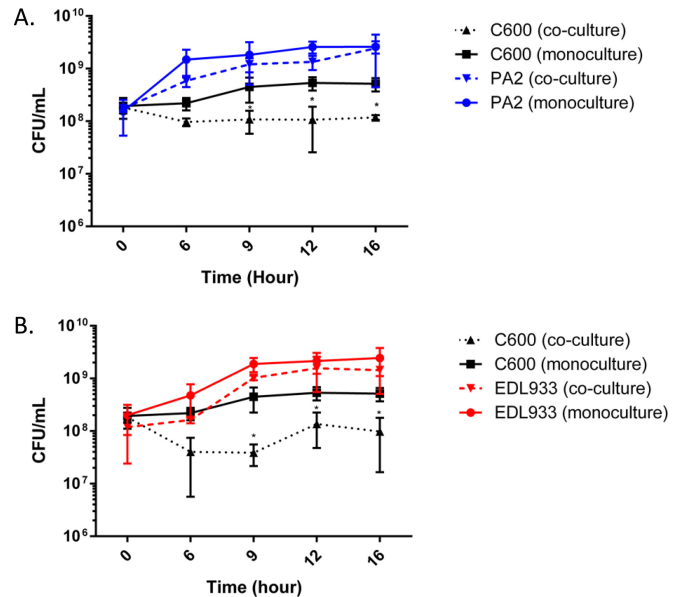 A.
10^10
10^9
10^8
10^7
10^6
CFU/mL
* * *
0 6 9 12 16
Time (Hour)
C600 (co-culture)
C600 (monoculture)
PA2 (co-culture)
PA2 (monoculture)
B.
10^10
10^9
10^8
10^7
10^6
CFU/mL
* * *
0 6 9 12 16
Time (hour)
C600 (co-culture)
C600 (monoculture)
EDL933 (co-culture)
EDL933 (monoculture)